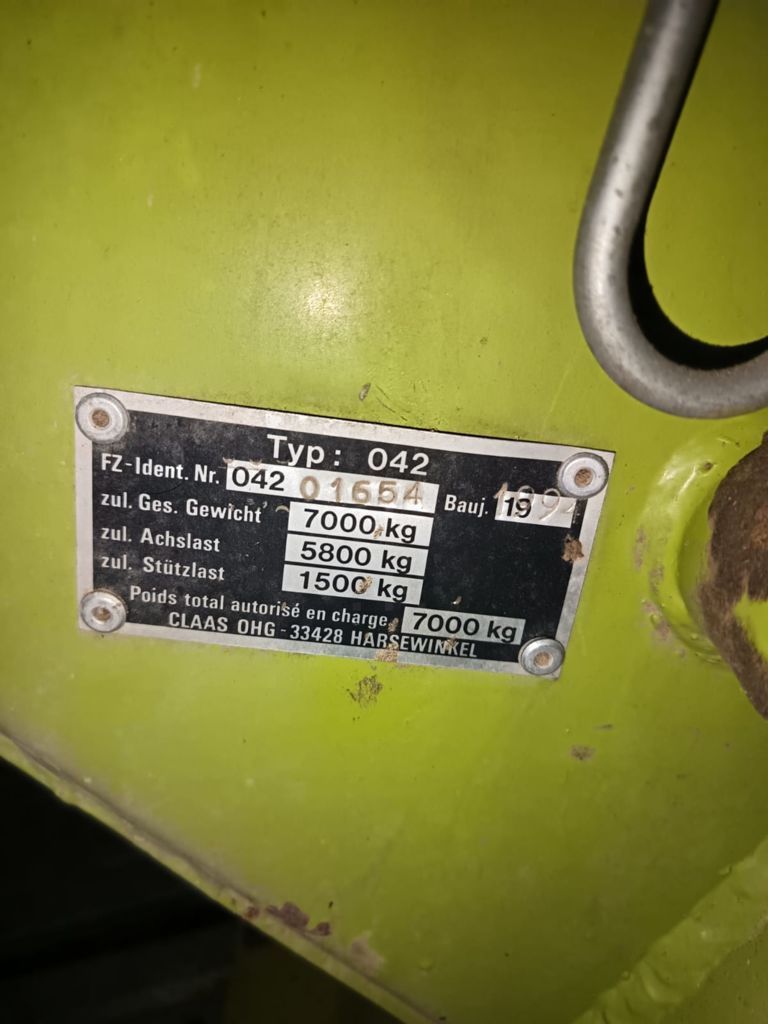 Typ: 042
FZ-Ident. Nr. 042 01654 Bauj. 19 1994
zul. Ges. Gewicht 7000 kg
zul. Achslast 5800 kg
zul. Stützlast 1500 kg
Poids total autorisé en charge 7000 kg
CLAAS OHG - 33428 HARSEWINKEL